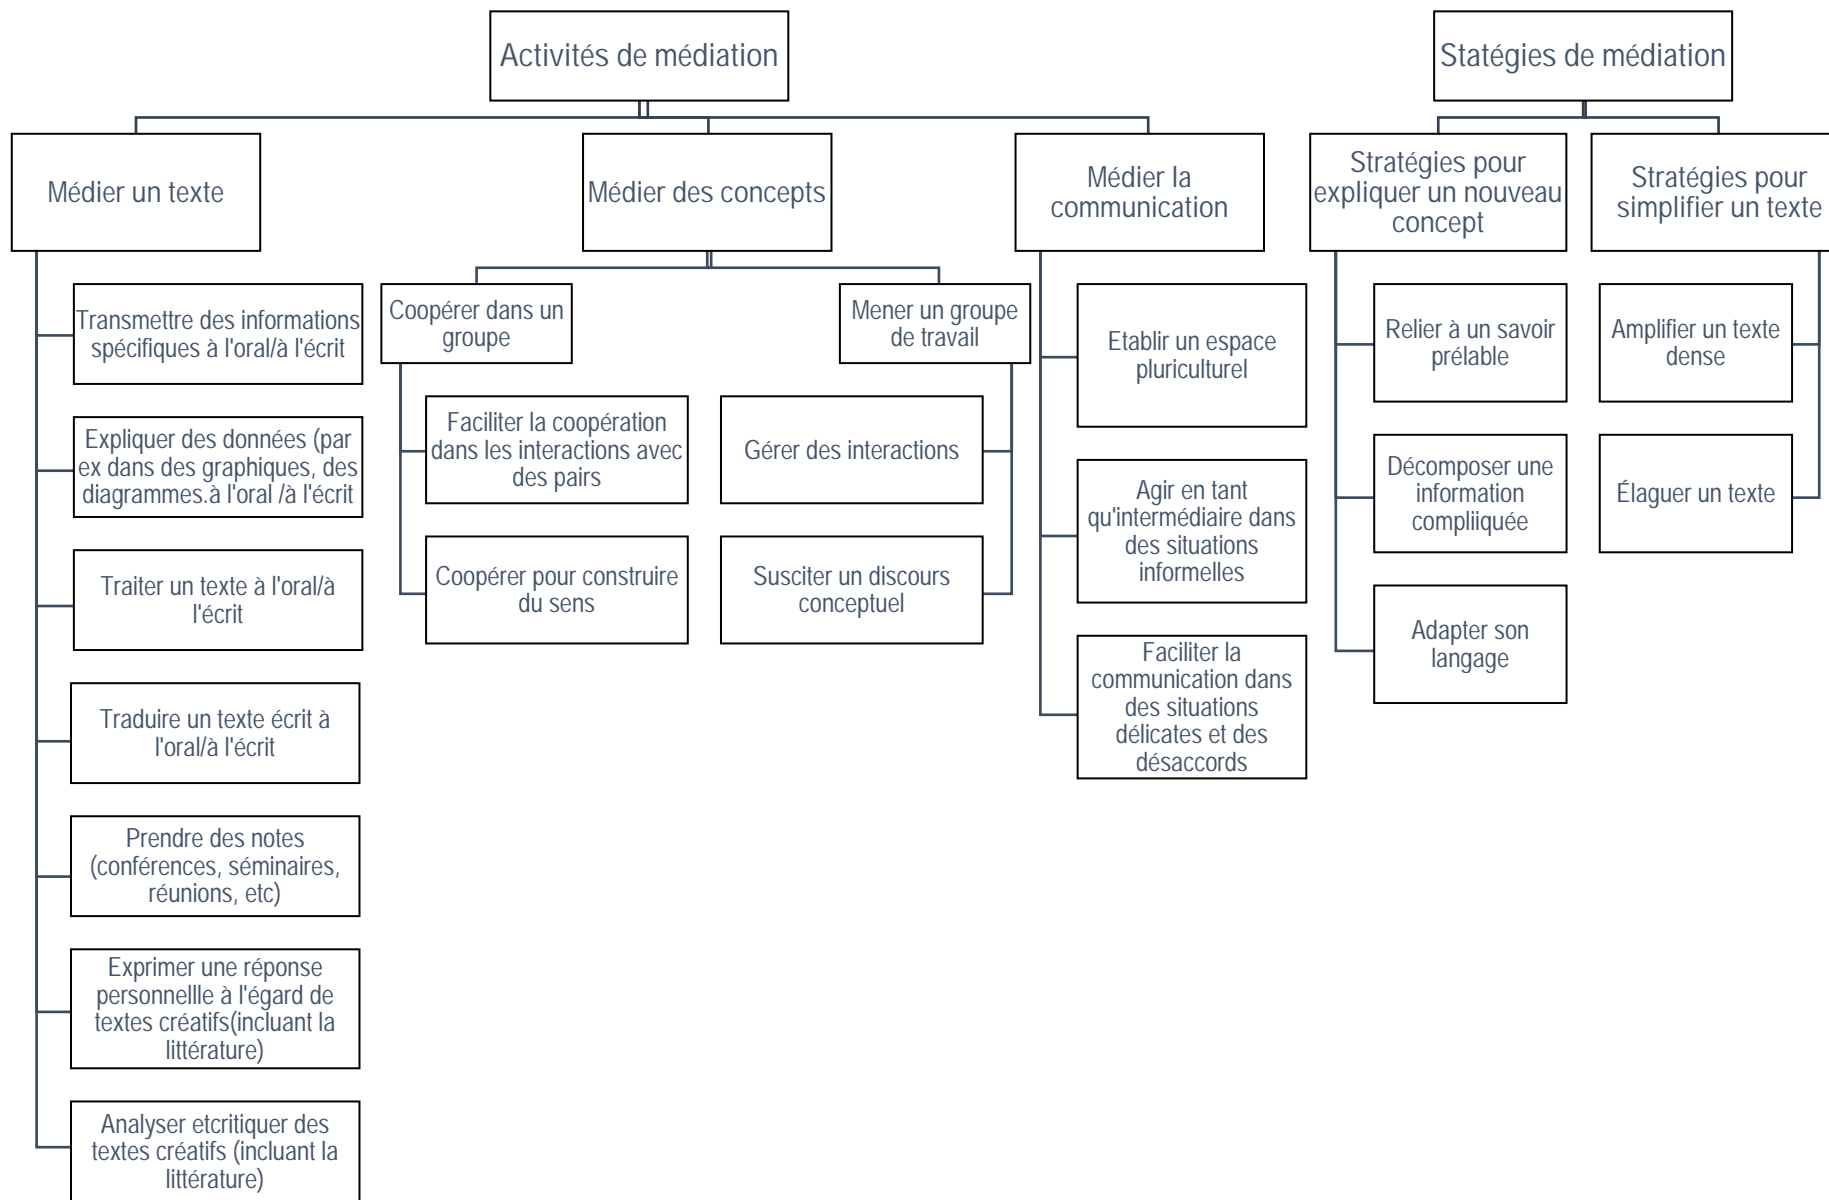 Activités de médiation
Statégies de médiation
Médier un texte
Médier des concepts
Médier la
communication
Stratégies pour
expliquer un nouveau
concept
Stratégies pour
simplifier un texte
Transmettre des informations
spécifiques à l'oral/à l'écrit
Expliquer des données (par
ex dans des graphiques, des
diagrammes.à l'oral /à l'écrit
Traiter un texte à l'oral/à
l'écrit
Traduire un texte écrit à
l'oral/à l'écrit
Prendre des notes
(conférences, séminaires,
réunions, etc)
Exprimer une réponse
personnellle à l'égard de
textes créatifs(incluant la
littérature)
Analyser etcritiquer des
textes créatifs (incluant la
littérature)
Coopérer dans un
groupe
Faciliter la coopération
dans les interactions avec
des pairs
Coopérer pour construire
du sens
Mener un groupe
de travail
Gérer des interactions
Susciter un discours
conceptuel
Etablir un espace
pluriculturel
Agir en tant
qu'intermédiaire dans
des situations
informelles
Faciliter la
communication dans
des situations
délicates et des
désaccords
Relier à un savoir
prélable
Décomposer une
information
compliiquée
Adapter son
langage
Amplifier un texte
dense
Élaguer un texte